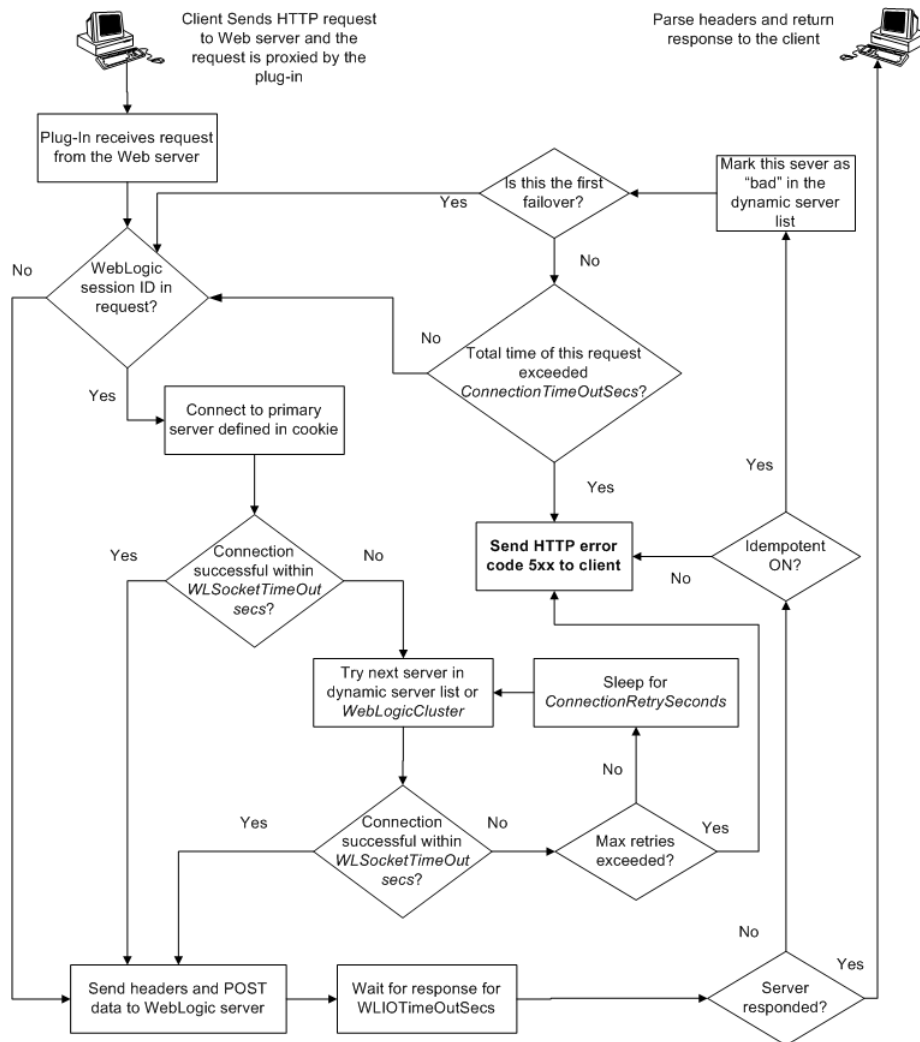 Client Sends HTTP request
to Web server and the
request is proxied by the
plug-in
Parse headers and return
response to the client
Plug-In receives request
from the Web server
Is this the first
failover?
Mark this sever as
“bad” in the
dynamic server
list
Yes
No
No
WebLogic
session ID in
request?
No
Total time of this request
exceeded
ConnectionTimeOutSecs?
Yes
Connect to primary
server defined in cookie
Yes
Yes
Yes
Connection
successful within
WLSocketTimeOut
secs?
No
Send HTTP error
code 5xx to client
No
Idempotent
ON?
Try next server in
dynamic server list or
WebLogicCluster
Sleep for
ConnectionRetrySeconds
No
Yes
Connection
successful within
WLSocketTimeOut
secs?
No
Max retries
exceeded?
Yes
No
Yes
Send headers and POST
data to WebLogic server
Wait for response for
WLIOTimeOutSecs
Server
responded?